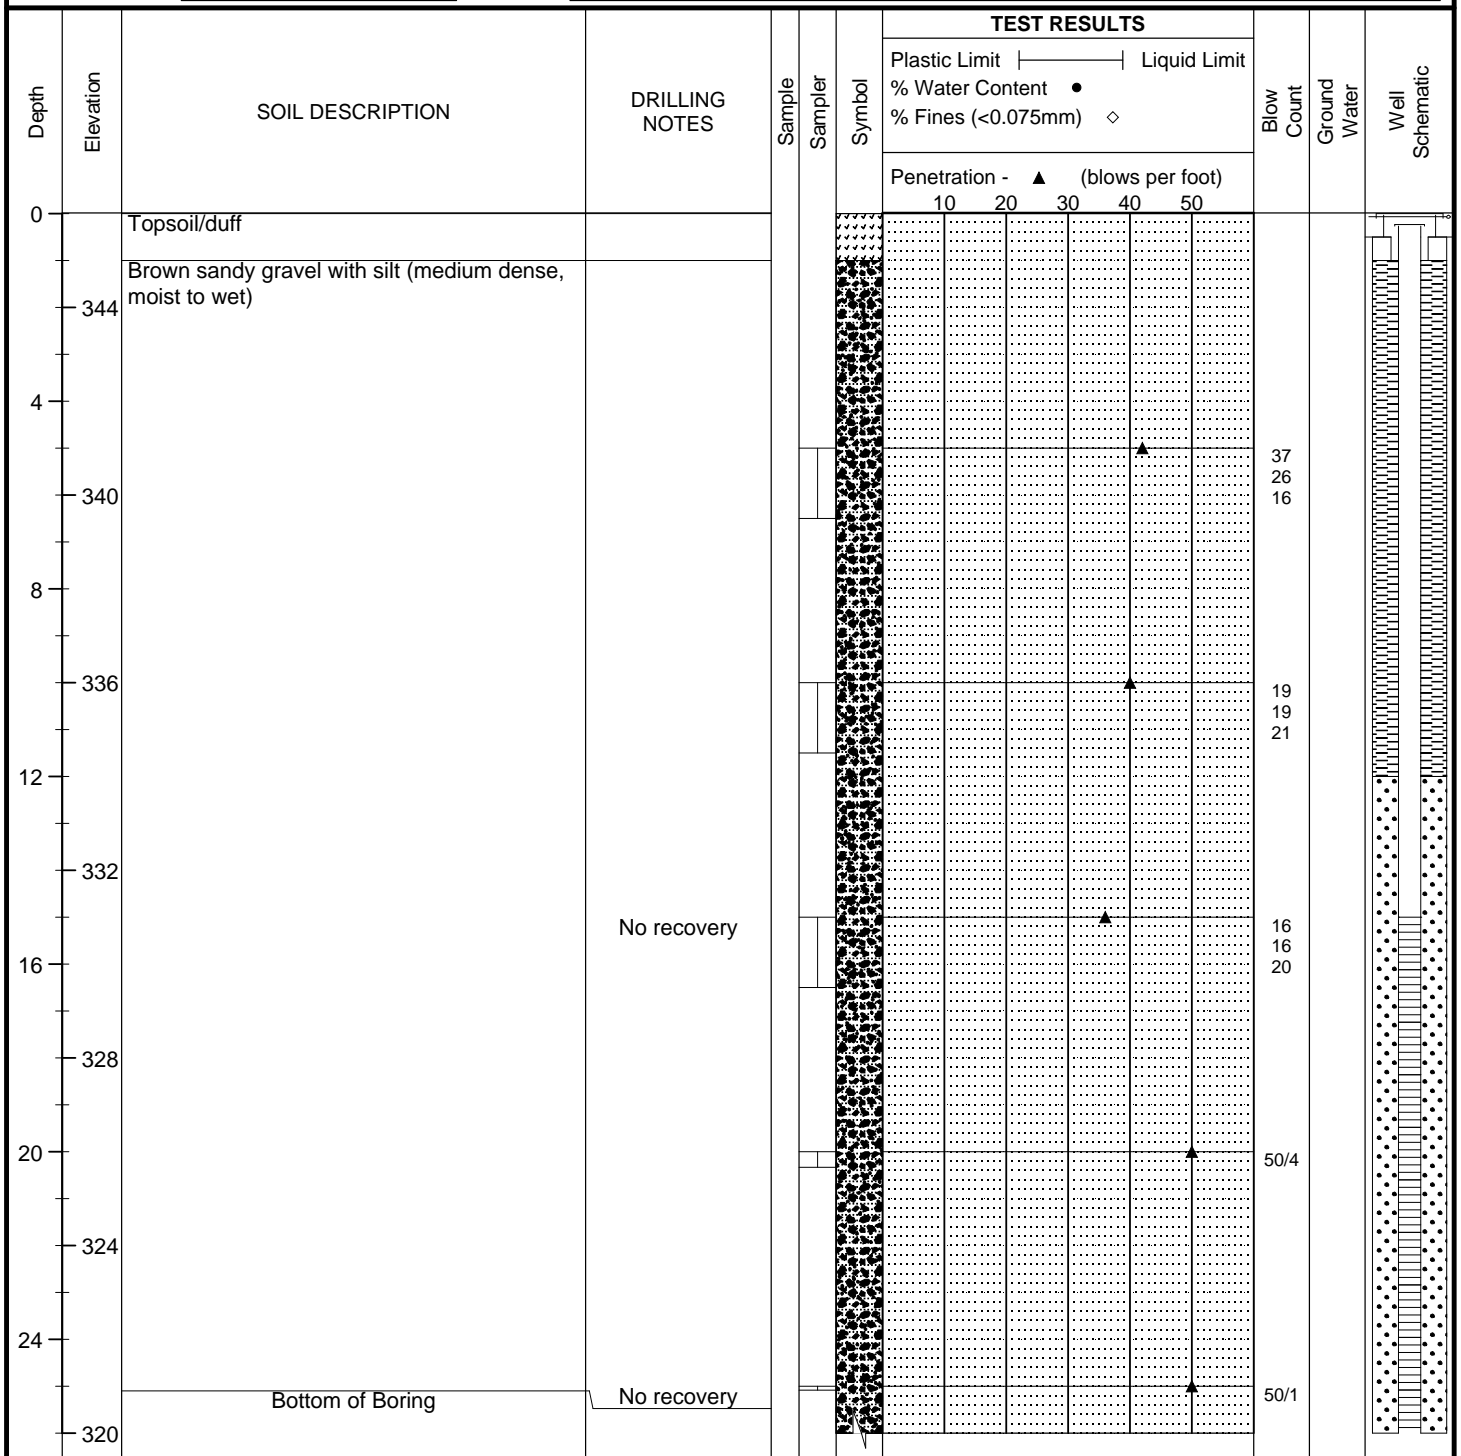 TEST RESULTS
Plastic Limit Liquid Limit
% Water Content ●
% Fines (<0.075mm) ◇
Penetration - ▲ (blows per foot)
10 20 30 40 50
Depth
Elevation
SOIL DESCRIPTION
DRILLING
NOTES
Sample
Sampler
Symbol
Blow
Count
Ground
Water
Well
Schematic
0
Topsoil/duff
Brown sandy gravel with silt (medium dense,
moist to wet)
344
4
37
26
340
16
8
336
19
19
21
12
332
No recovery
16
16
16
20
328
20
50/4
324
24
Bottom of Boring
No recovery
50/1
320